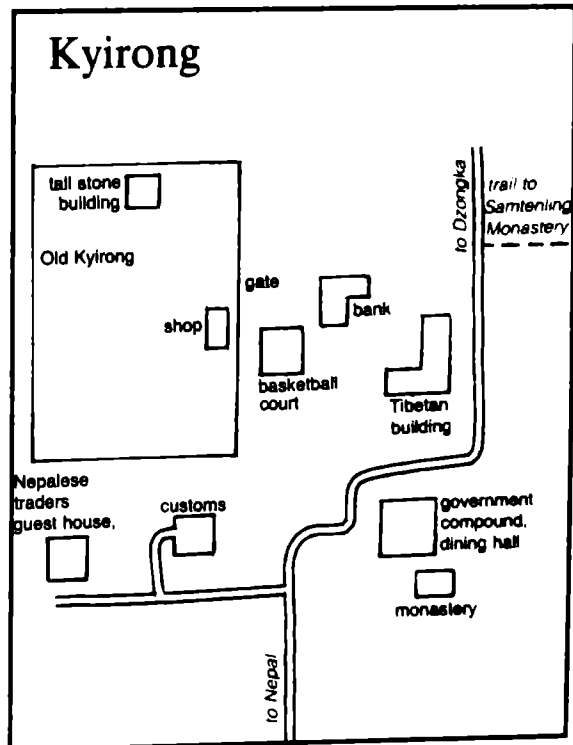 Kyirong
tall stone
building
Old Kyirong
gate
shop
bank
basketball
court
Tibetan
building
to Dzongka
trail to
Samtenling
Monastery
Nepalese
traders
guest house,
customs
government
compound,
dining hall
monastery
to Nepal